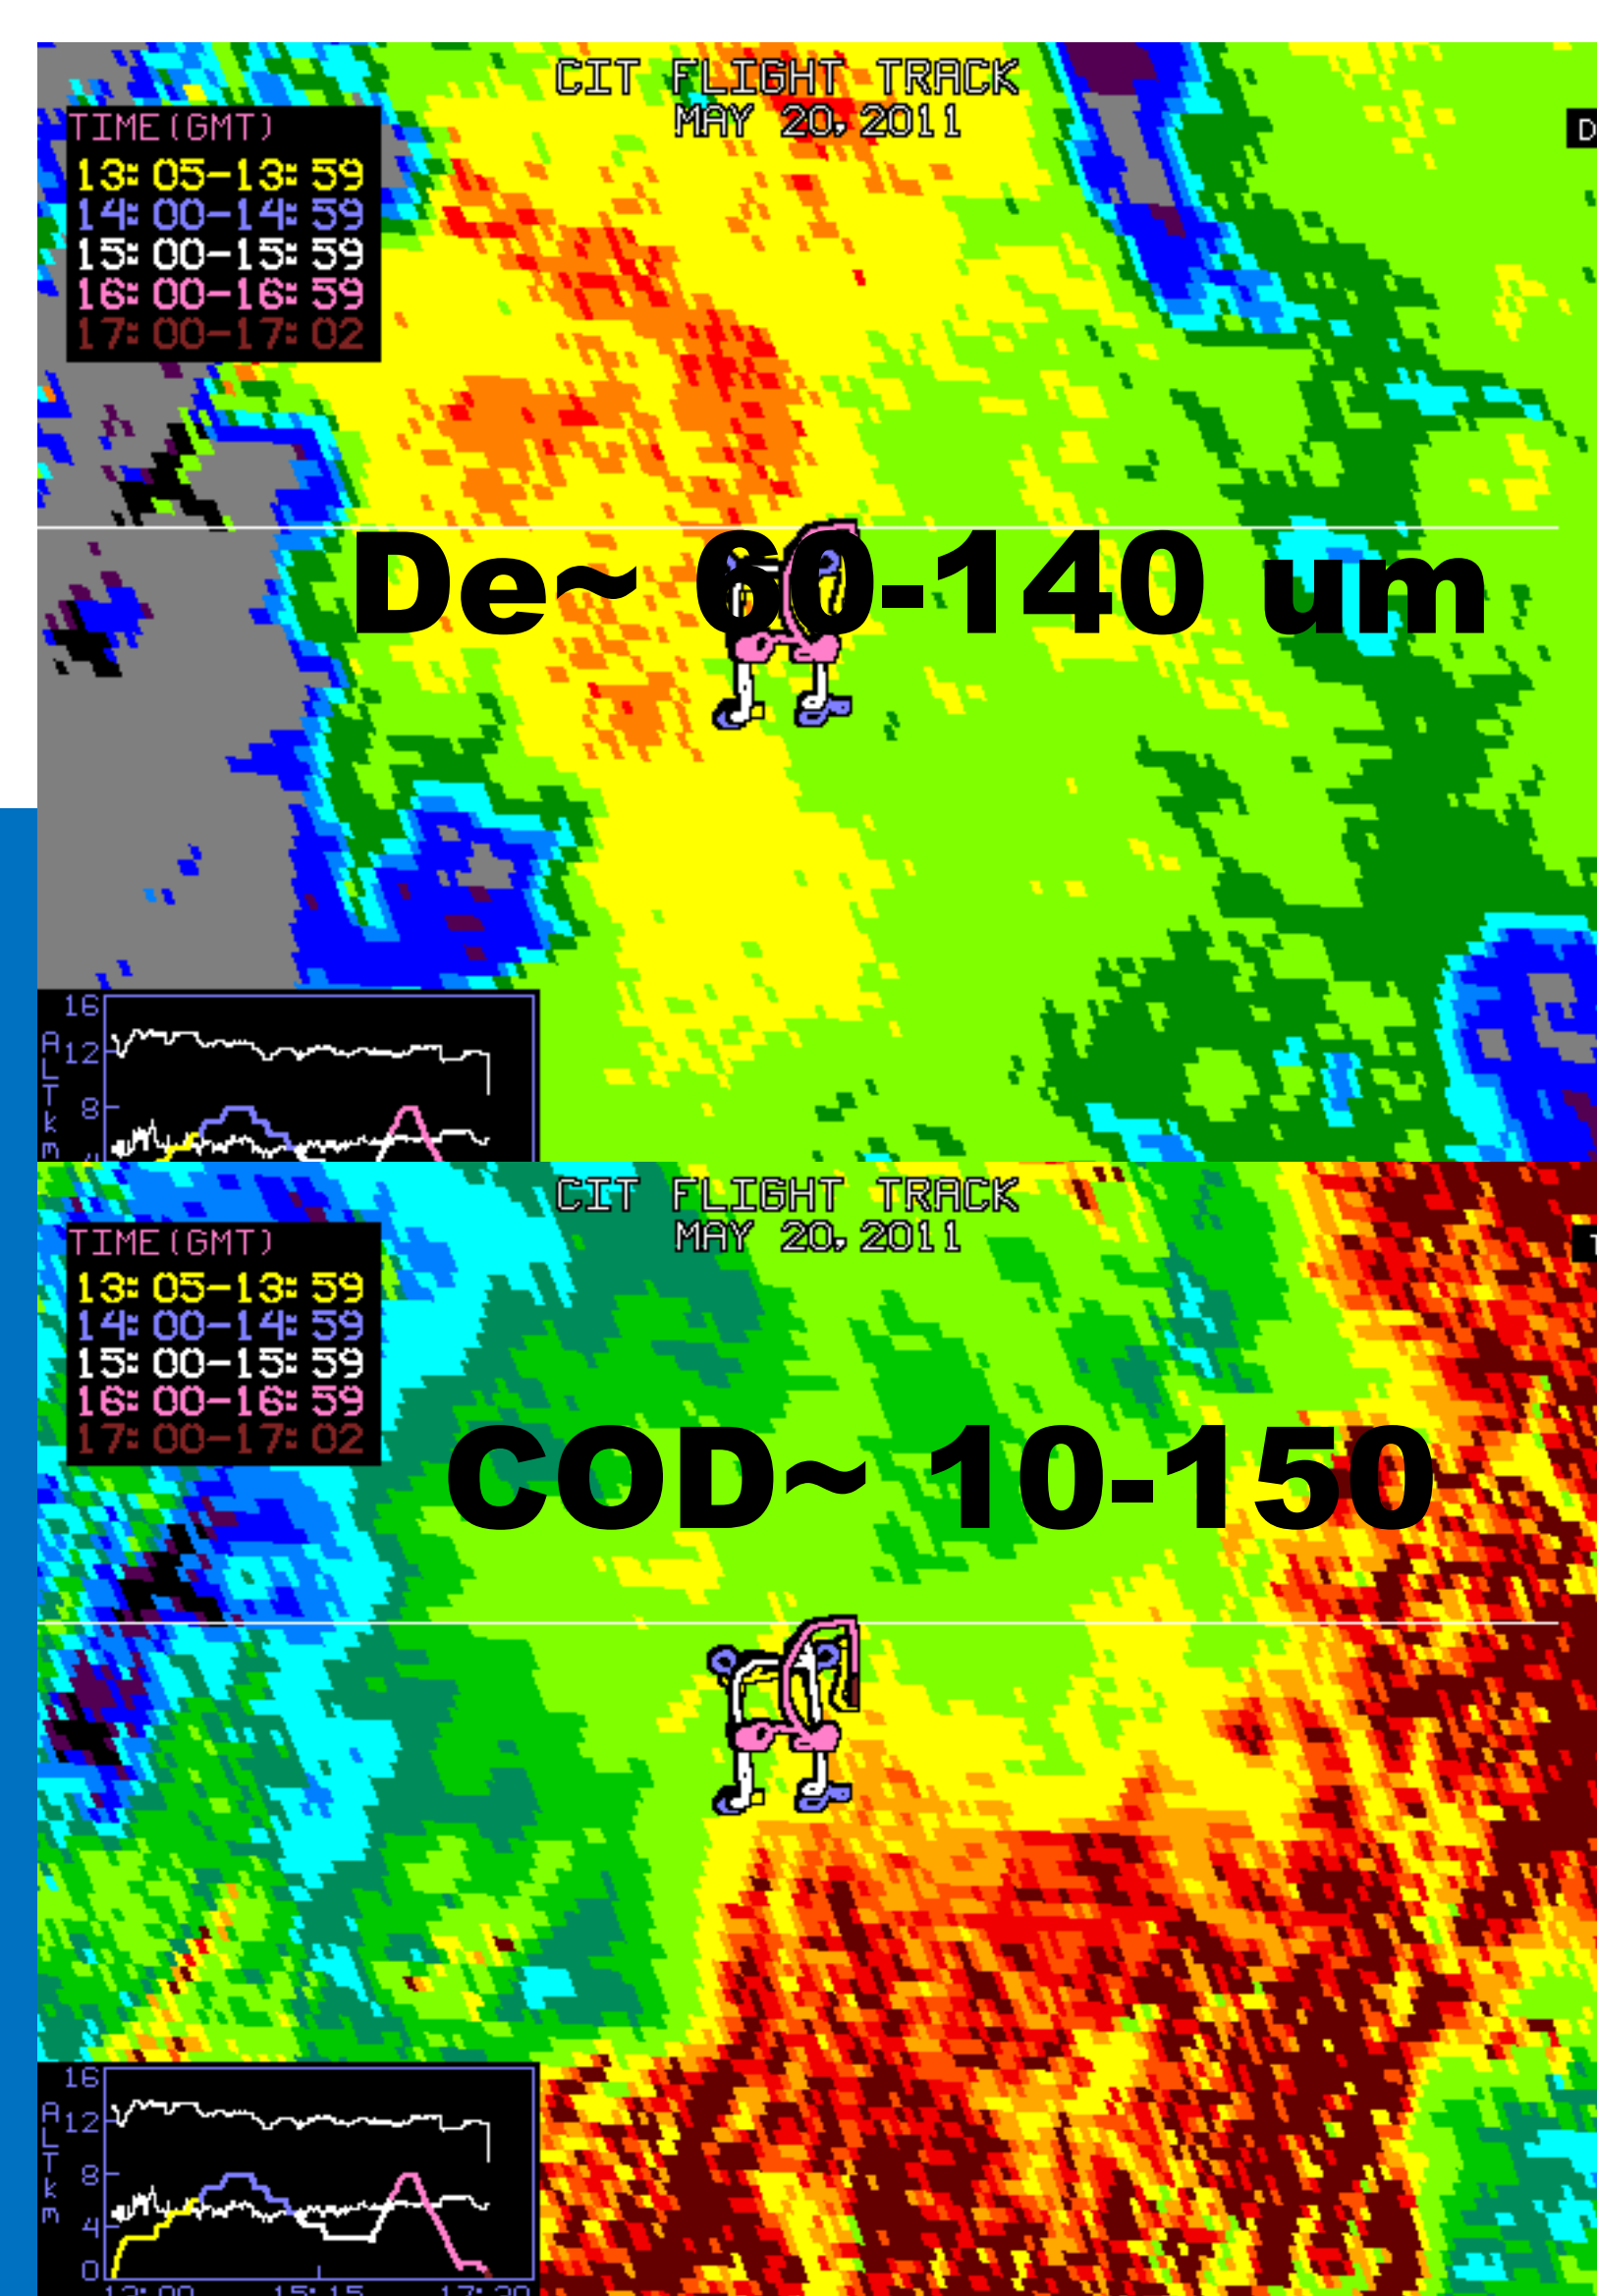 CIT FLIGHT TRACK
MAY 20, 2011
D
TIME(GMT)
13:05-13:59
14:00-14:59
15:00-15:59
16:00-16:59
17:00-17:02
De~ 60-140 um
16
12
8
ALT km
CIT FLIGHT TRACK
MAY 20, 2011
TIME(GMT)
13:05-13:59
14:00-14:59
15:00-15:59
16:00-16:59
17:00-17:02
COD~ 10-150
16
12
8
4
0
ALT km
15:15